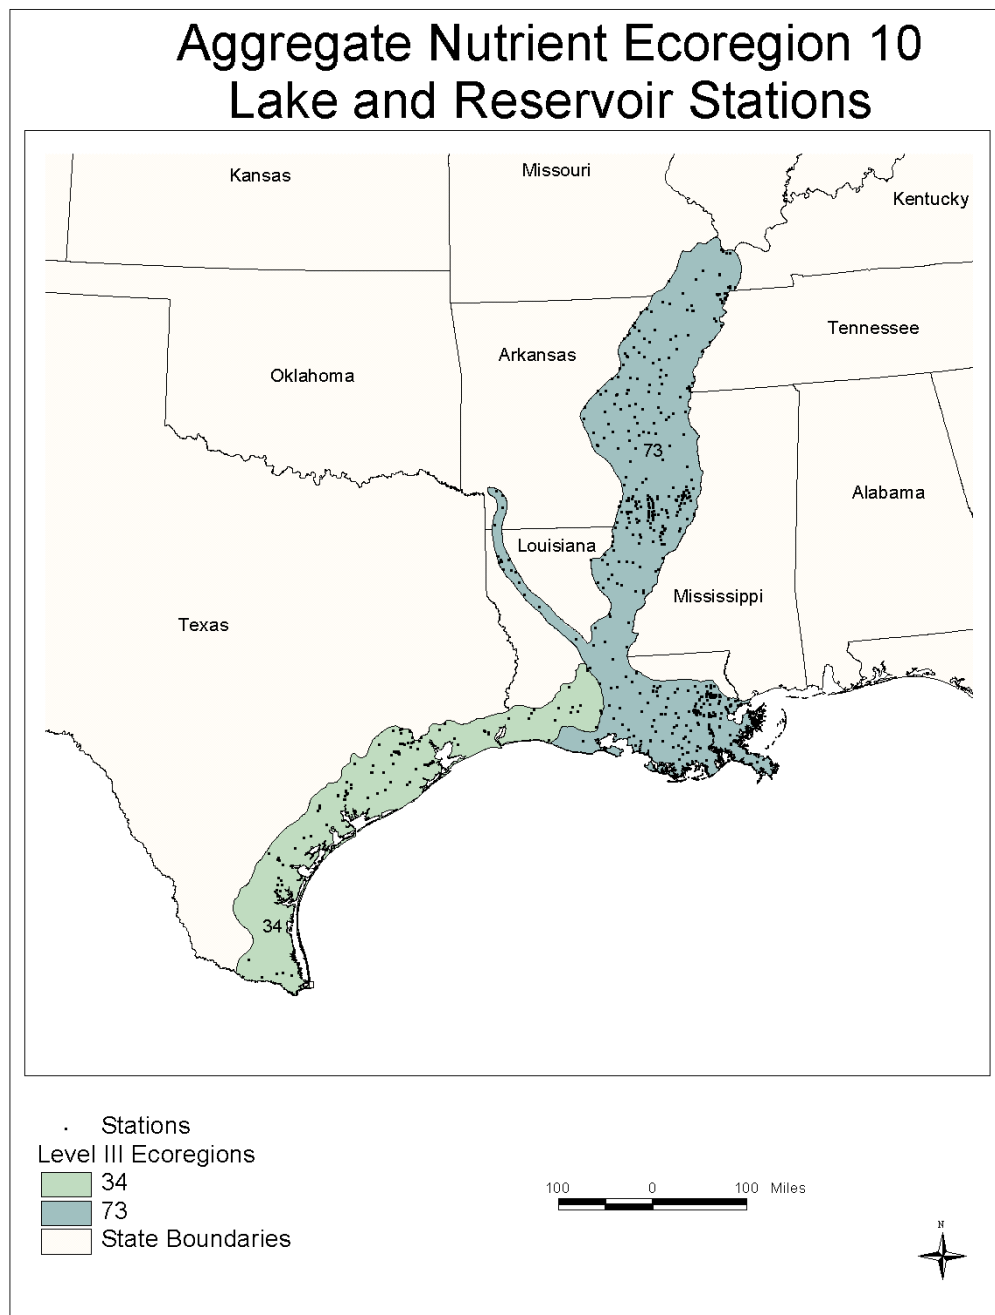 Aggregate Nutrient Ecoregion 10
Lake and Reservoir Stations
Kansas
Missouri
Kentucky
Tennessee
Arkansas
Oklahoma
73
Alabama
Louisiana
Mississippi
Texas
34
Stations
Level III Ecoregions
34
73
State Boundaries
100 0 100 Miles
N